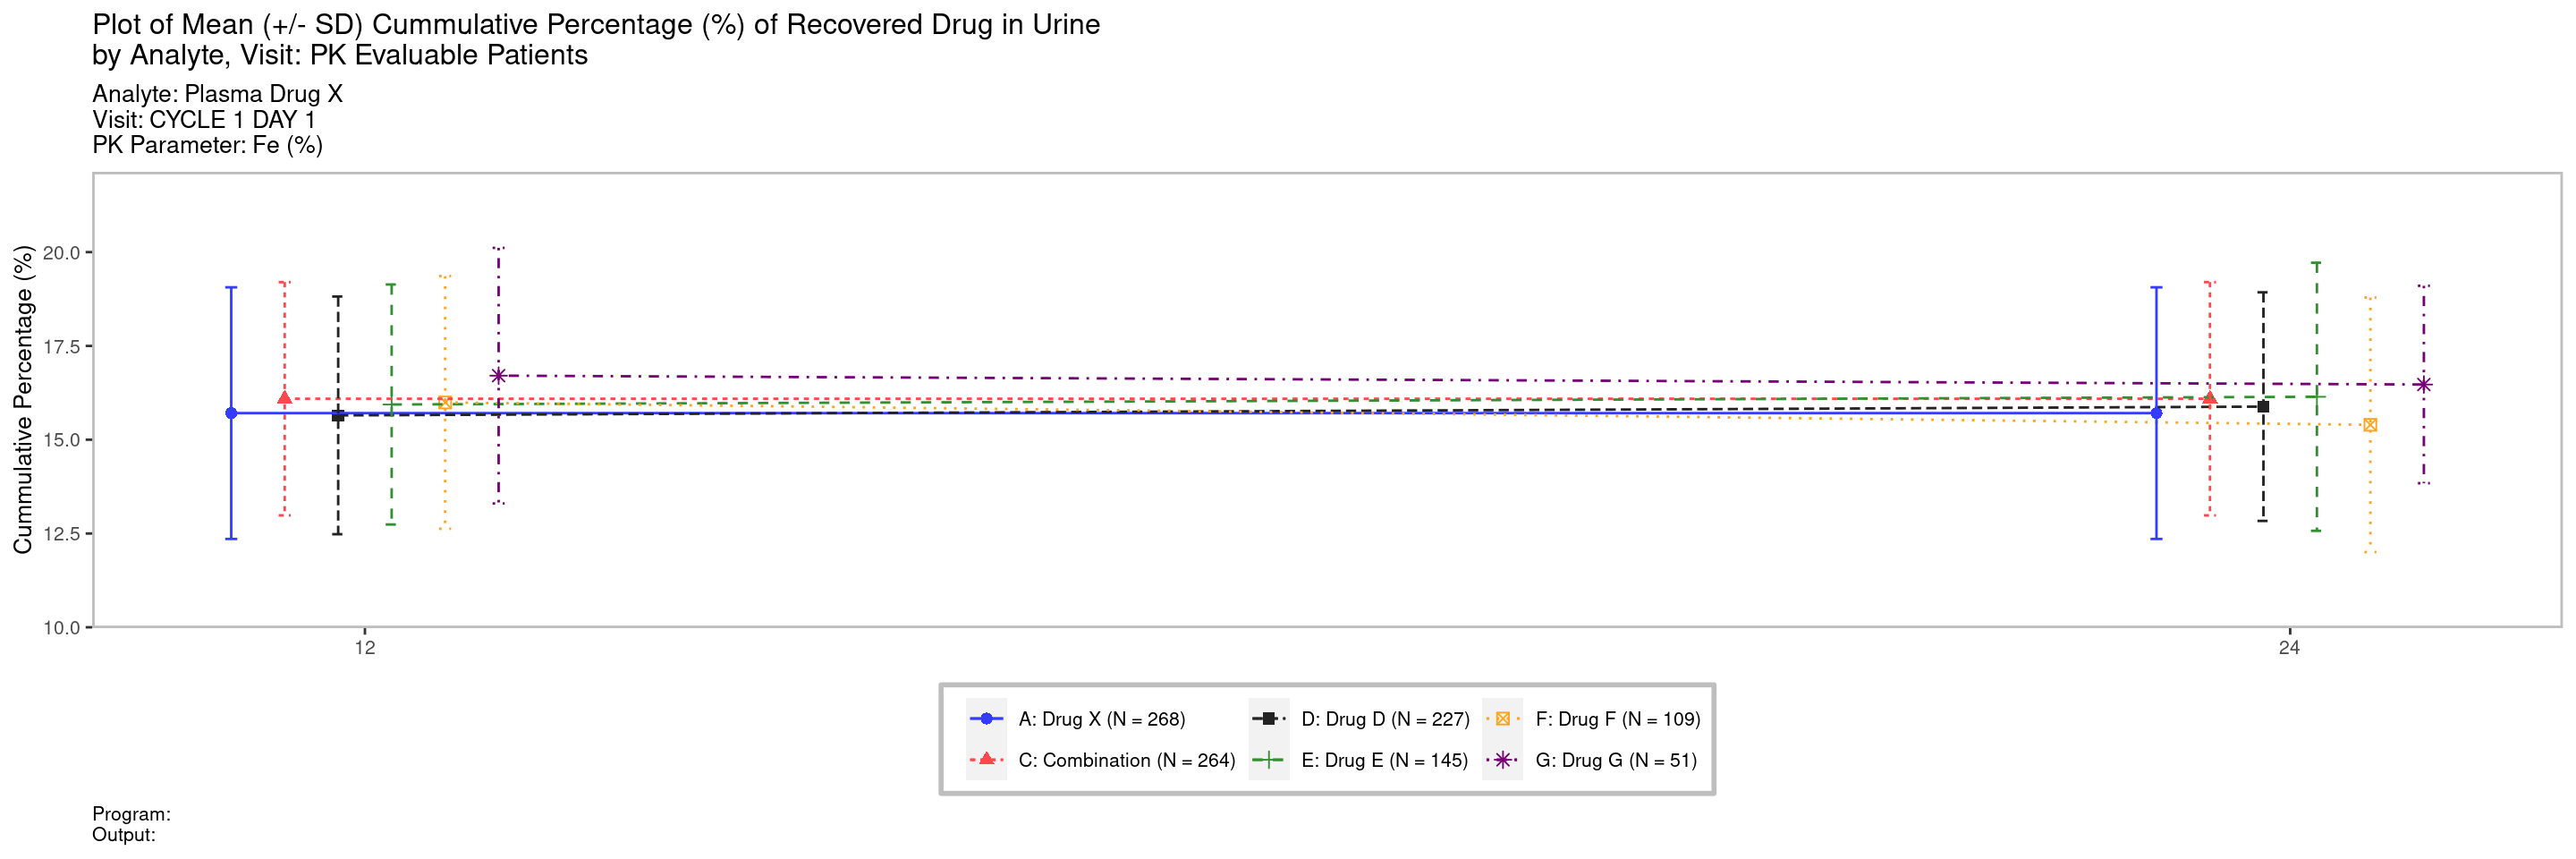 Plot of Mean (+/- SD) Cummulative Percentage (%) of Recovered Drug in Urine
by Analyte, Visit: PK Evaluable Patients
Analyte: Plasma Drug X
Visit: CYCLE 1 DAY 1
PK Parameter: Fe (%)
Cummulative Percentage (%)
20.0
17.5
15.0
12.5
10.0
12
24
A: Drug X (N = 268)
D: Drug D (N = 227)
F: Drug F (N = 109)
C: Combination (N = 264)
E: Drug E (N = 145)
G: Drug G (N = 51)
Program:
Output: